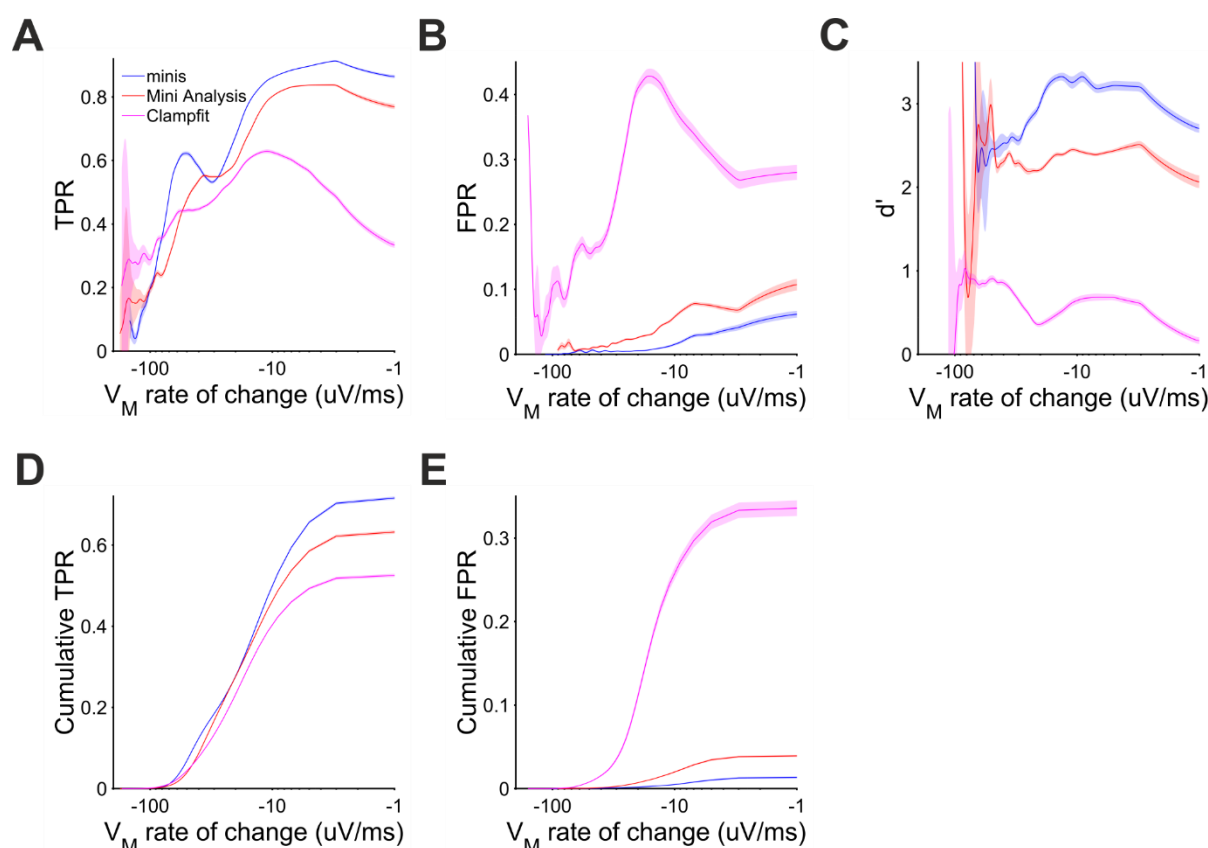 A
B
C
minis
Mini Analysis
Clampfit
TPR
0.8
0.6
0.4
0.2
0
-100
-10
-1
VM rate of change (uV/ms)
FPR
0.4
0.3
0.2
0.1
0
-100
-10
-1
VM rate of change (uV/ms)
d'
3
2
1
0
-100
-10
-1
VM rate of change (uV/ms)
D
E
Cumulative TPR
0.6
0.4
0.2
0
-100
-10
-1
VM rate of change (uV/ms)
Cumulative FPR
0.3
0.2
0.1
0
-100
-10
-1
VM rate of change (uV/ms)